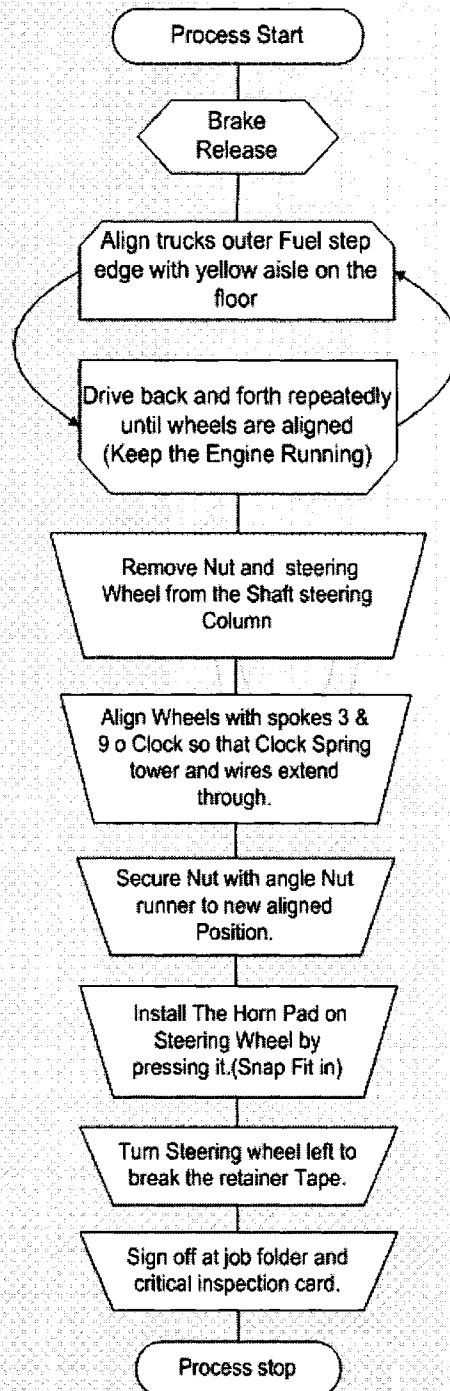 Process Start
Brake
Release
Align trucks outer Fuel step
edge with yellow aisle on the
floor
Drive back and forth repeatedly
until wheels are aligned
(Keep the Engine Running)
Remove Nut and steering
Wheel from the Shaft steering
Column
Align Wheels with spokes 3 &
9 o Clock so that Clock Spring
tower and wires extend
through.
Secure Nut with angle Nut
runner to new aligned
Position.
Install The Horn Pad on
Steering Wheel by
pressing it.(Snap Fit in)
Turn Steering wheel left to
break the retainer Tape.
Sign off at job folder and
critical inspection card.
Process stop